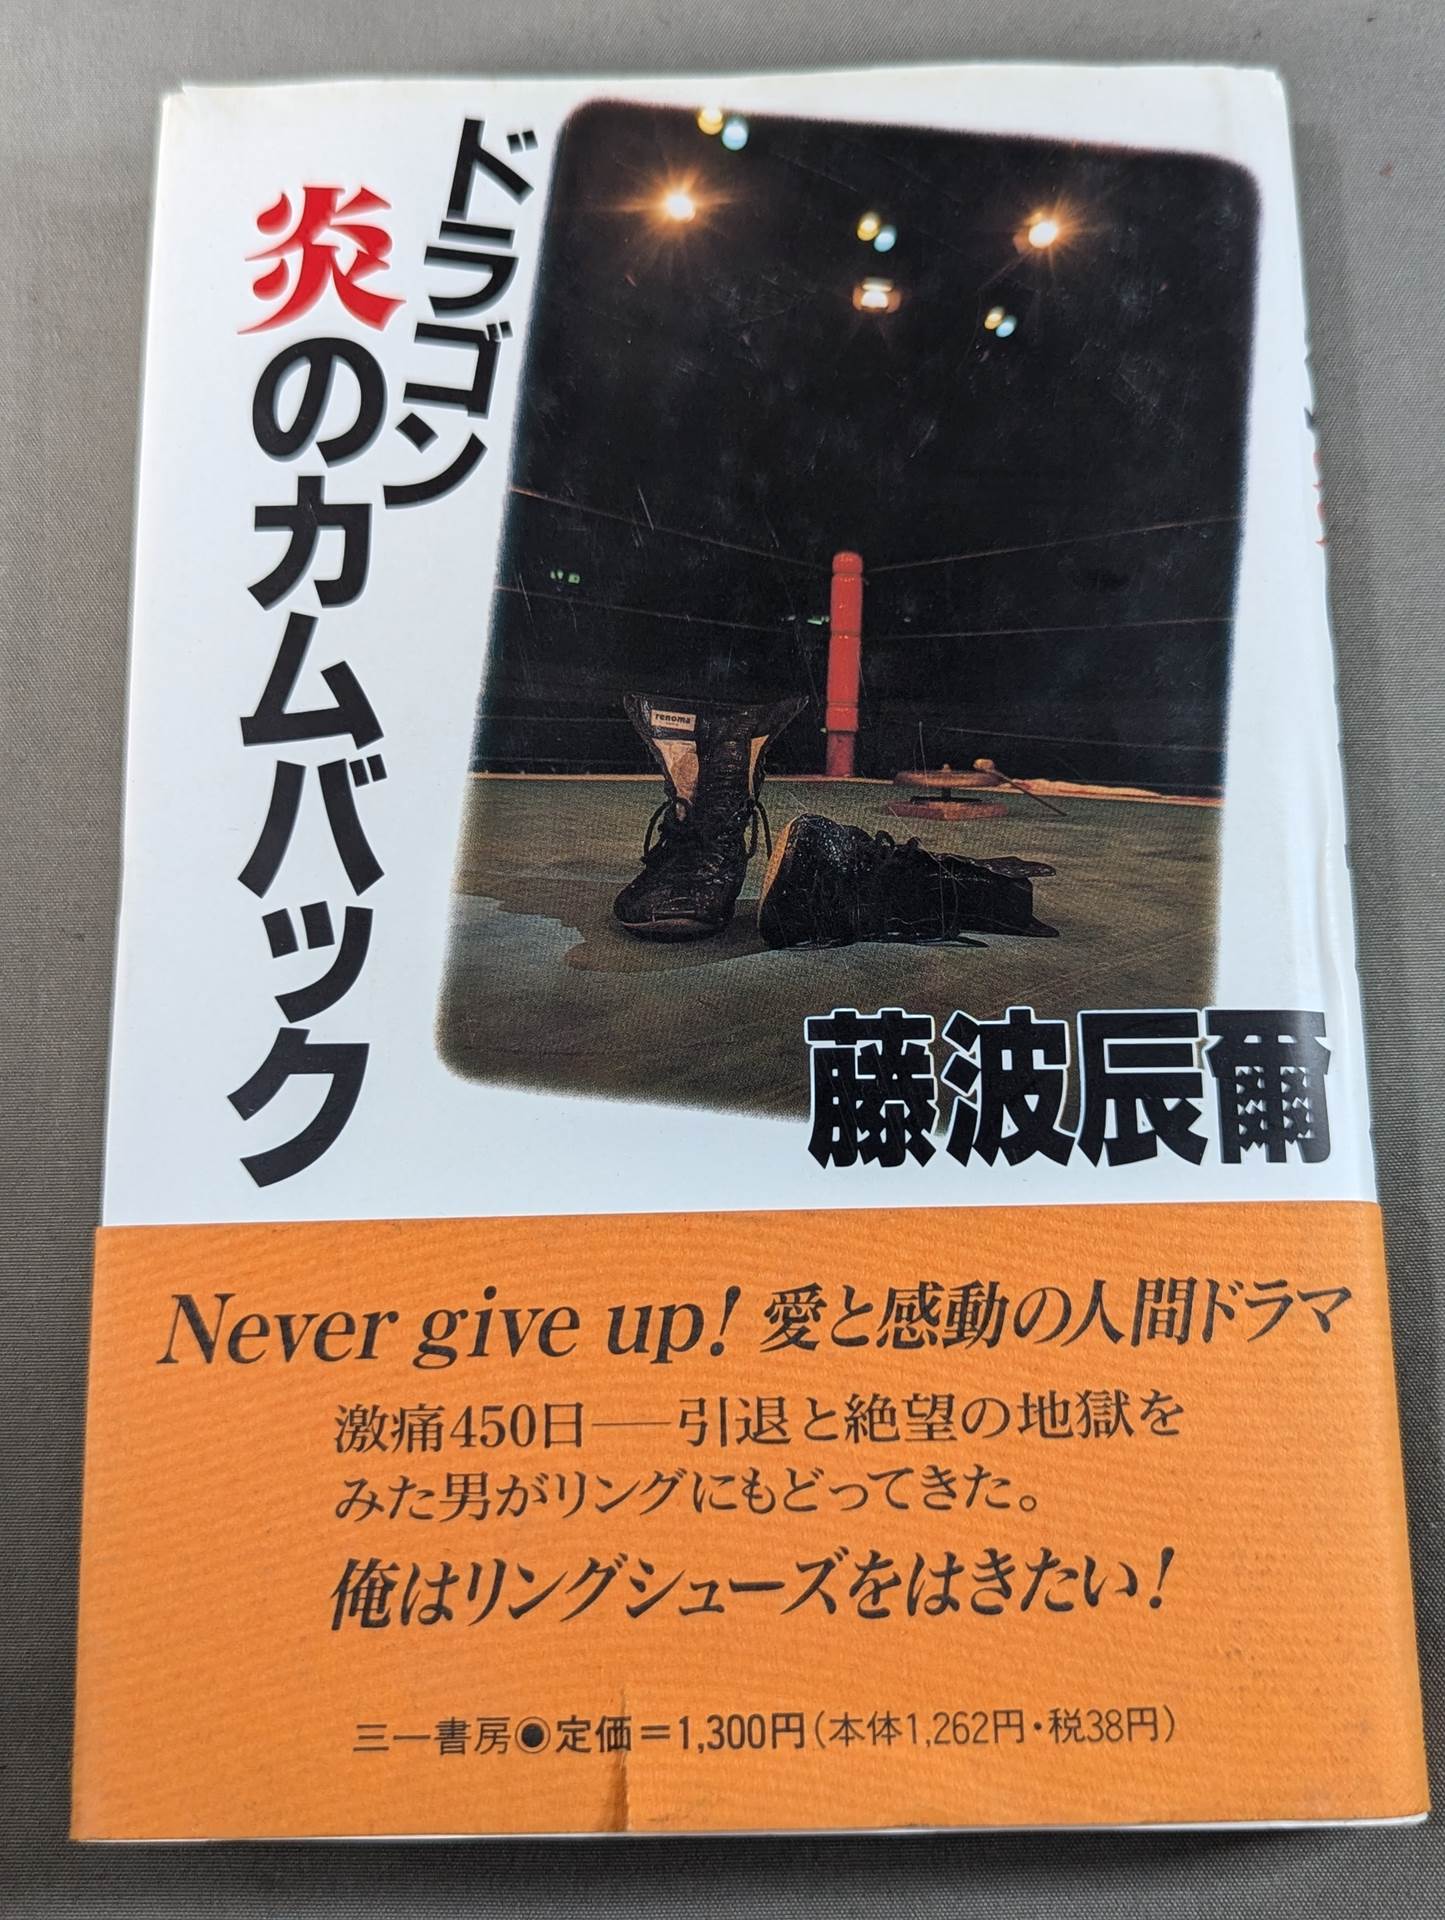 ドラゴン
炎のカムバック
renoma
藤波辰爾
Never give up! 愛と感動の人間ドラマ
激痛450日──引退と絶望の地獄を
みた男がリングにもどってきた。
俺はリングシューズをはきたい!
三一書房◉定価＝1,300円(本体1,262円・税38円)